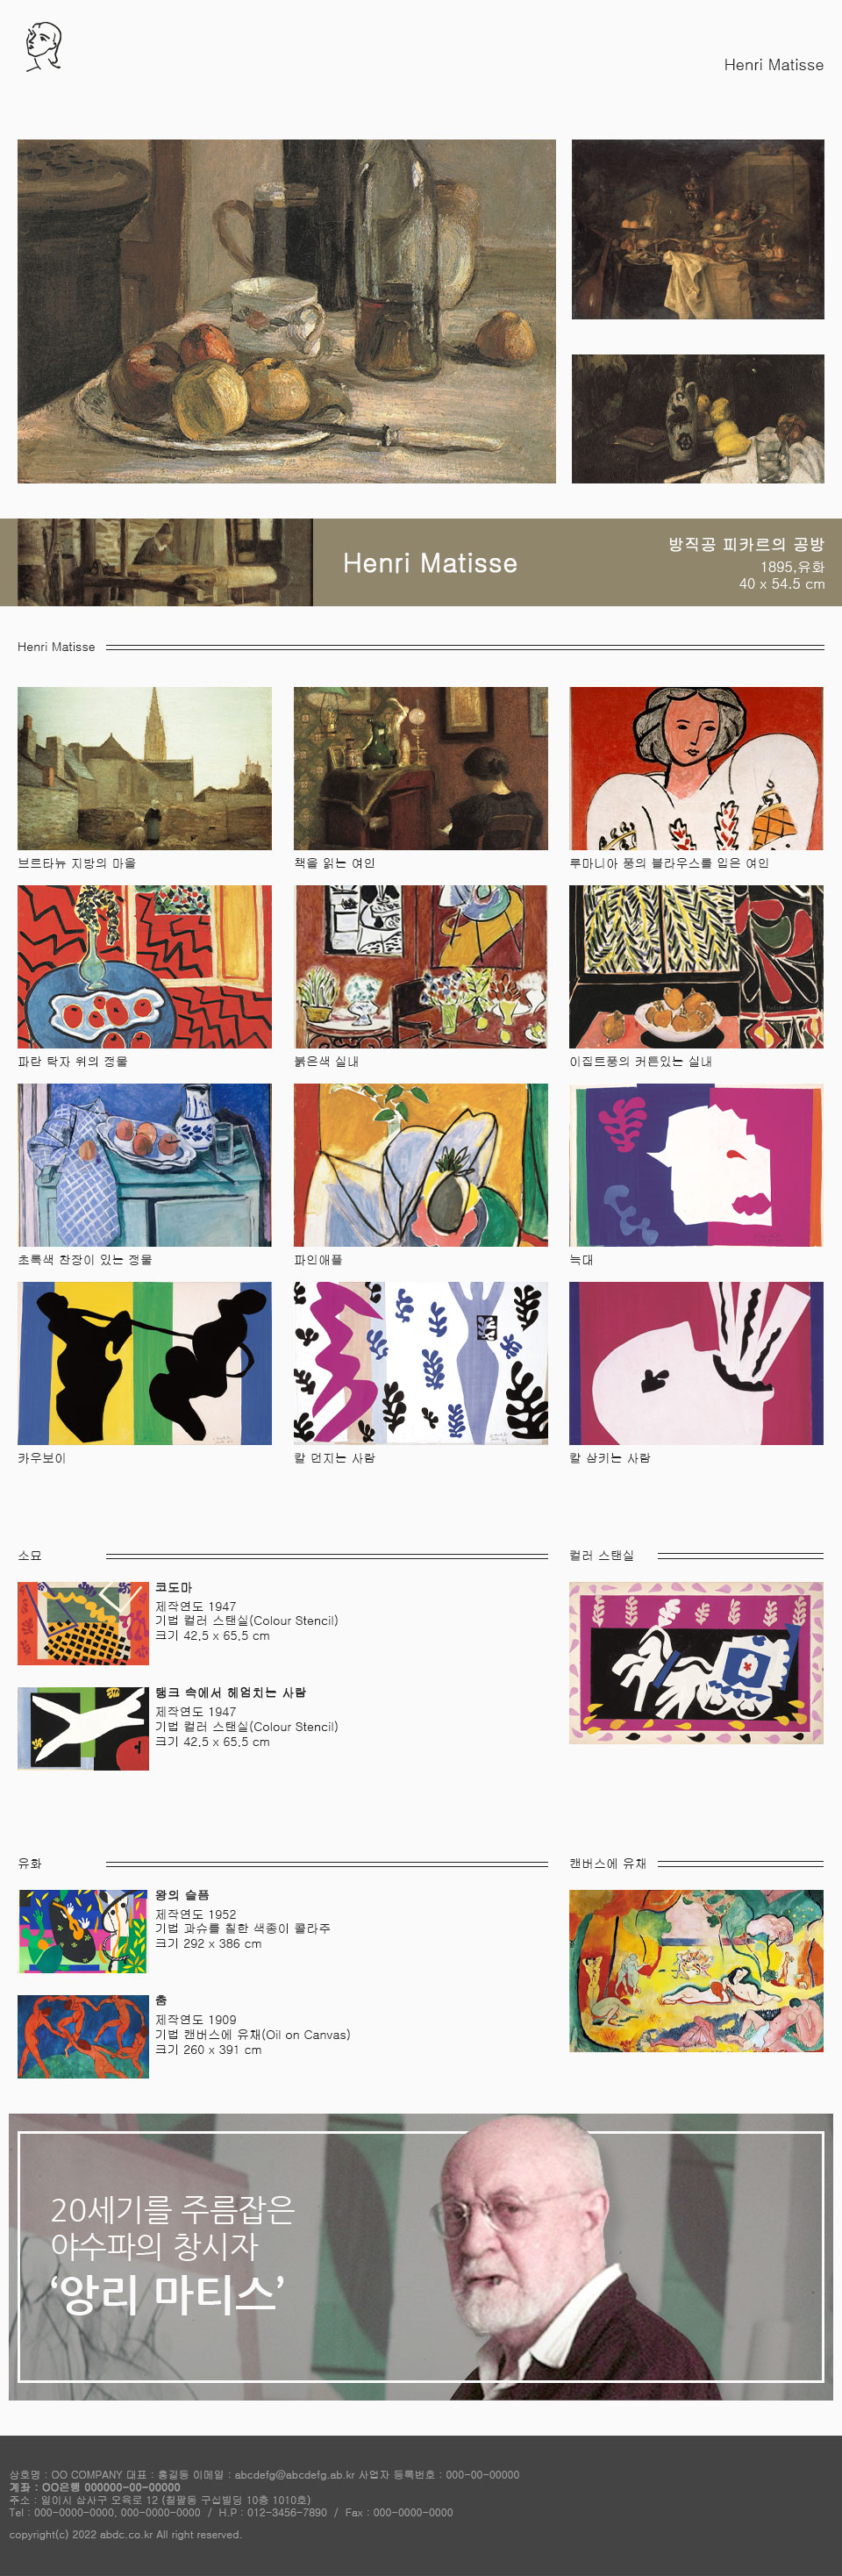 Henri Matisse
Henri Matisse
방직공 피카르의 공방
1895,유화
40 x 54.5 cm
Henri Matisse
브르타뉴 지방의 마을
책을 읽는 여인
루마니아 풍의 블라우스를 입은 여인
파란 탁자 위의 정물
붉은색 실내
이집트풍의 커튼있는 실내
초록색 찬장이 있는 정물
파인애플
늑대
카우보이
칼 던지는 사람
칼 삼키는 사람
소묘
컬러 스탠실
코도마
제작연도 1947
기법 컬러 스탠실(Colour Stencil)
크기 42.5 x 65.5 cm
탱크 속에서 헤엄치는 사람
제작연도 1947
기법 컬러 스탠실(Colour Stencil)
크기 42.5 x 65.5 cm
유화
캔버스에 유채
왕의 슬픔
제작연도 1952
기법 과슈를 칠한 색종이 콜라주
크기 292 x 386 cm
춤
제작연도 1909
기법 캔버스에 유채(Oil on Canvas)
크기 260 x 391 cm
20세기를 주름잡은
야수파의 창시자
‘앙리 마티스’
상호명 : OO COMPANY 대표 : 홍길동 이메일 : abcdefg@abcdefg.ab.kr 사업자 등록번호 : 000-00-00000
계좌 : OO은행 000000-00-00000
주소 : 일이시 삼사구 오육로 12 (칠팔동 구십빌딩 10층 1010호)
Tel : 000-0000-0000, 000-0000-0000 / H.P : 012-3456-7890 / Fax : 000-0000-0000
copyright(c) 2022 abdc.co.kr All right reserved.